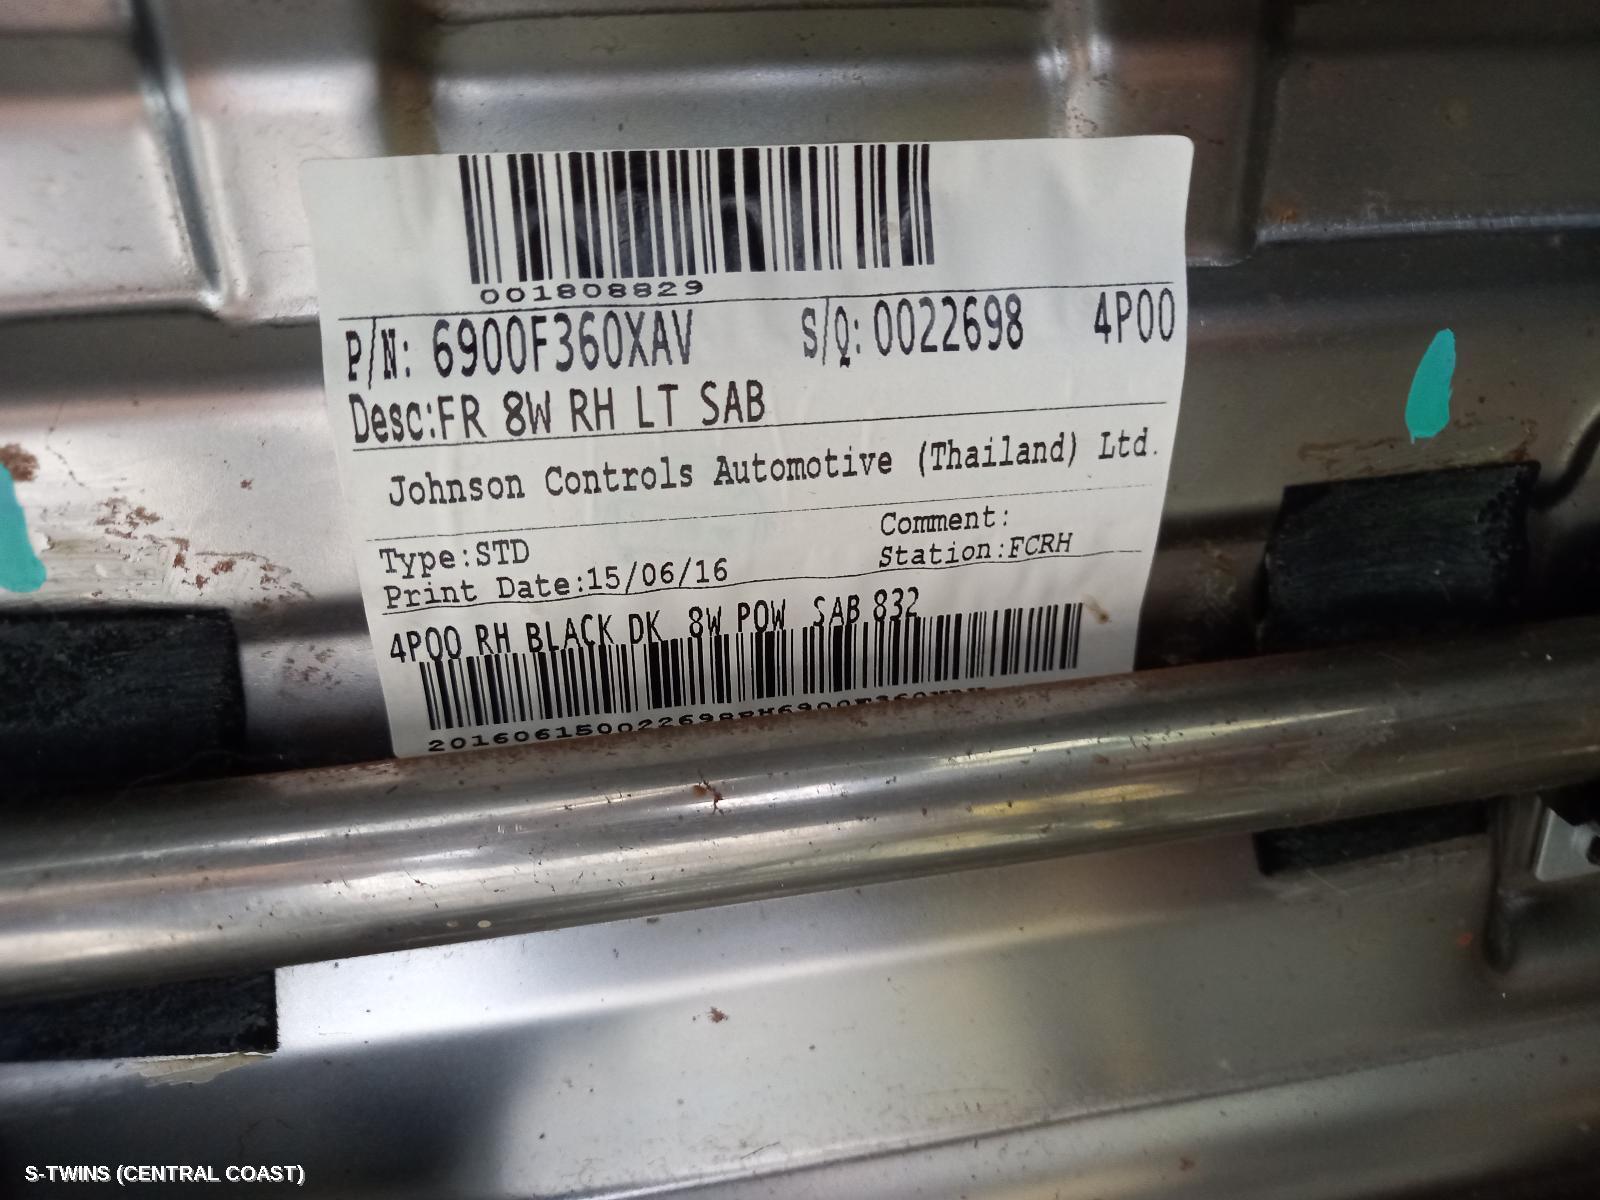 001808829
P/N: 6900F360XAV S/Q: 0022698 4P00
Desc:FR 8W RH LT SAB
Johnson Controls Automotive (Thailand) Ltd.
Type:STD Comment:
Print Date:15/06/16 Station:FCRH
4P00 RH BLACK DK 8W POW SAB 832
S-TWINS (CENTRAL COAST)